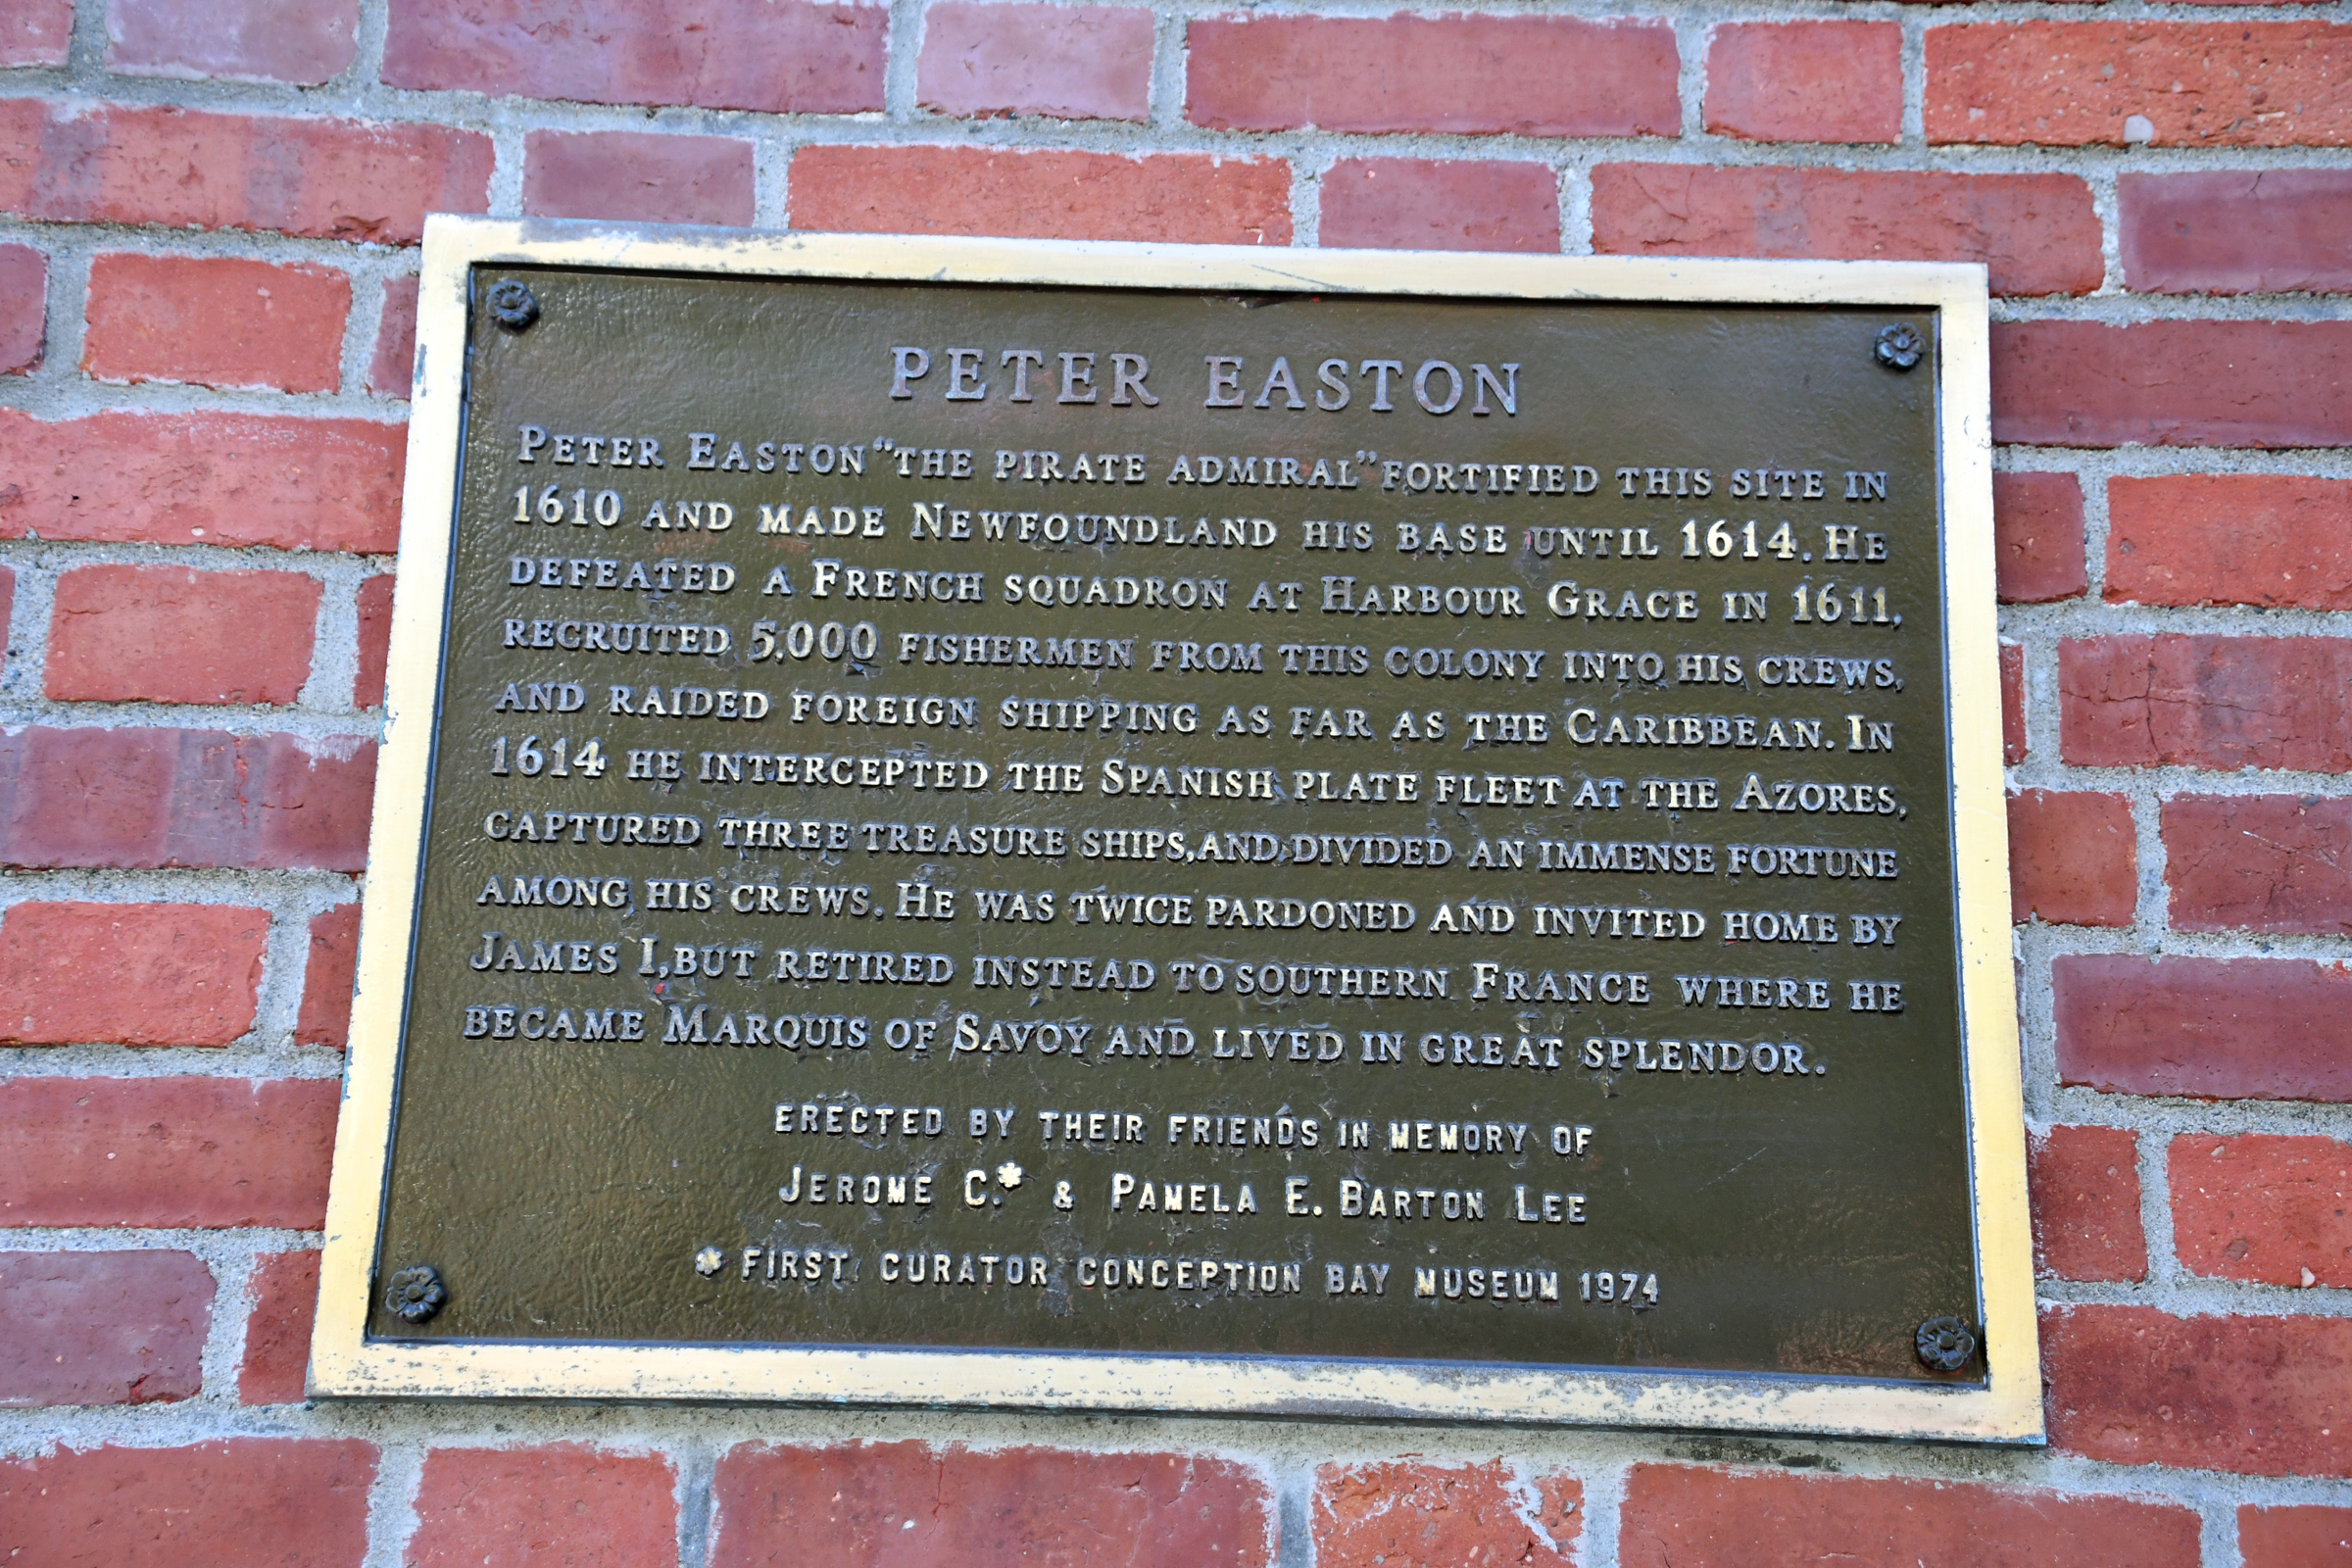 PETER EASTON
PETER EASTON "THE PIRATE ADMIRAL" FORTIFIED THIS SITE IN
1610 AND MADE NEWFOUNDLAND HIS BASE UNTIL 1614. HE
DEFEATED A FRENCH SQUADRON AT HARBOUR GRACE IN 1611,
RECRUITED 5,000 FISHERMEN FROM THIS COLONY INTO HIS CREWS,
AND RAIDED FOREIGN SHIPPING AS FAR AS THE CARIBBEAN. IN
1614 HE INTERCEPTED THE SPANISH PLATE FLEET AT THE AZORES,
CAPTURED THREE TREASURE SHIPS, AND DIVIDED AN IMMENSE FORTUNE
AMONG HIS CREWS. HE WAS TWICE PARDONED AND INVITED HOME BY
JAMES I, BUT RETIRED INSTEAD TO SOUTHERN FRANCE WHERE HE
BECAME MARQUIS OF SAVOY AND LIVED IN GREAT SPLENDOR.
ERECTED BY THEIR FRIENDS IN MEMORY OF
JEROME C.* & PAMELA E. BARTON LEE
* FIRST CURATOR CONCEPTION BAY MUSEUM 1974